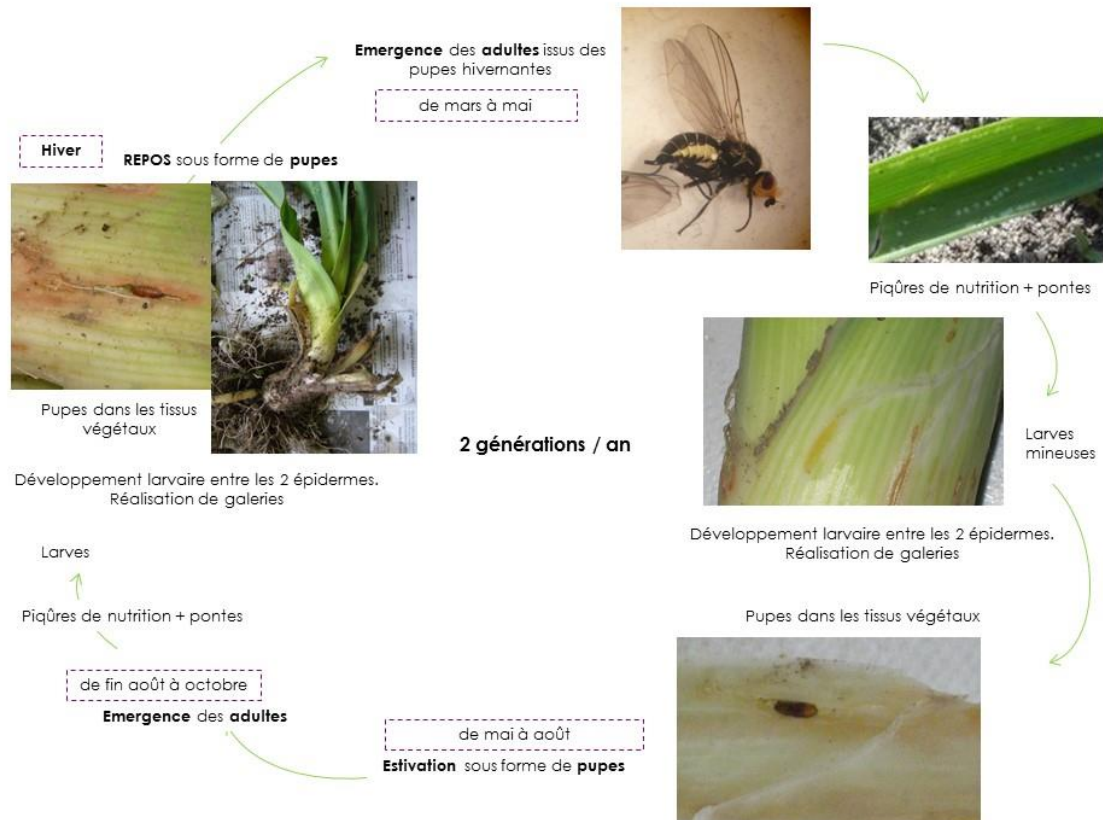 Emergence des adultes issus des
pupes hivernantes
de mars à mai
Hiver
REPOS sous forme de pupes
Piqûres de nutrition + pontes
Pupes dans les tissus
végétaux
2 générations / an
Larves
mineuses
Développement larvaire entre les 2 épidermes.
Réalisation de galeries
Développement larvaire entre les 2 épidermes.
Réalisation de galeries
Larves
Piqûres de nutrition + pontes
Pupes dans les tissus végétaux
de fin août à octobre
Emergence des adultes
de mai à août
Estivation sous forme de pupes